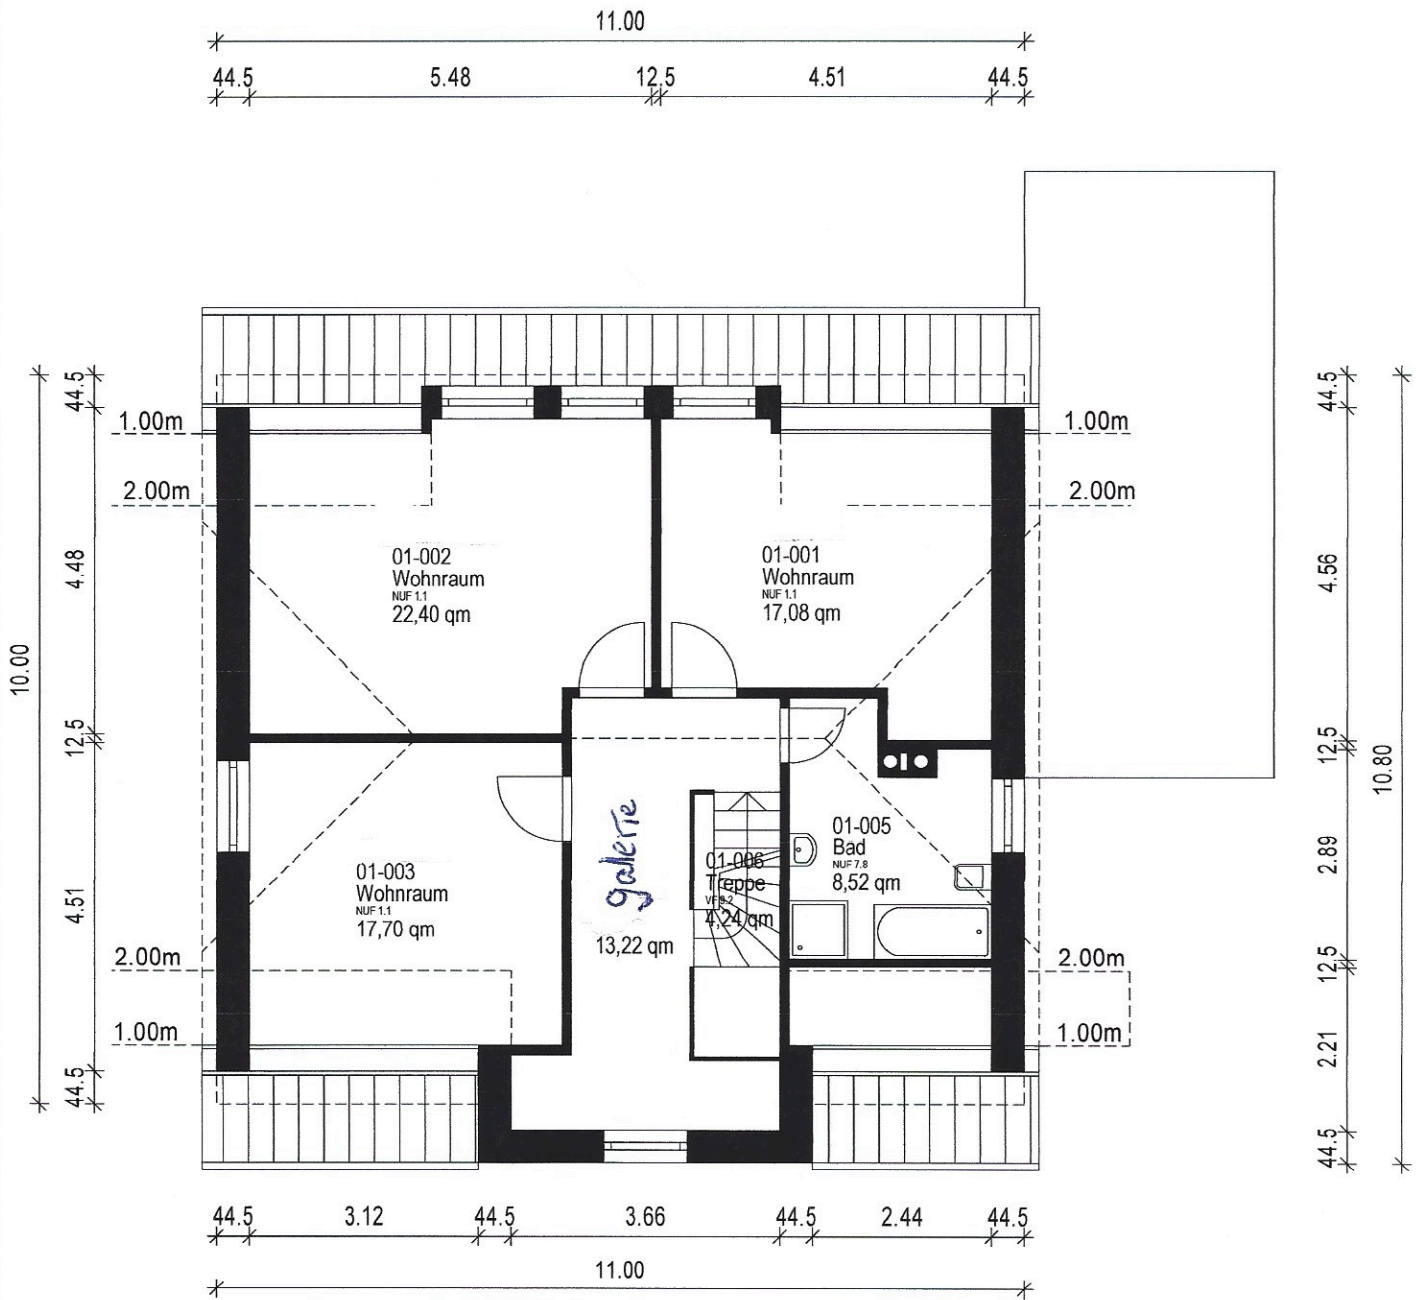 11.00
44.5 5.48 12.5 4.51 44.5
44.5
1.00m
2.00m
4.48
10.00
12.5
4.51
2.00m
1.00m
44.5
44.5
1.00m
2.00m
4.56
12.5
10.80
2.89
12.5
2.00m
1.00m
2.21
44.5
01-002
Wohnraum
NUF 1.1
22,40 qm
01-001
Wohnraum
NUF 1.1
17,08 qm
01-003
Wohnraum
NUF 1.1
17,70 qm
galerie
13,22 qm
01-006
Treppe
VF 9.2
4,24 qm
01-005
Bad
NUF 7.8
8,52 qm
44.5 3.12 44.5 3.66 44.5 2.44 44.5
11.00